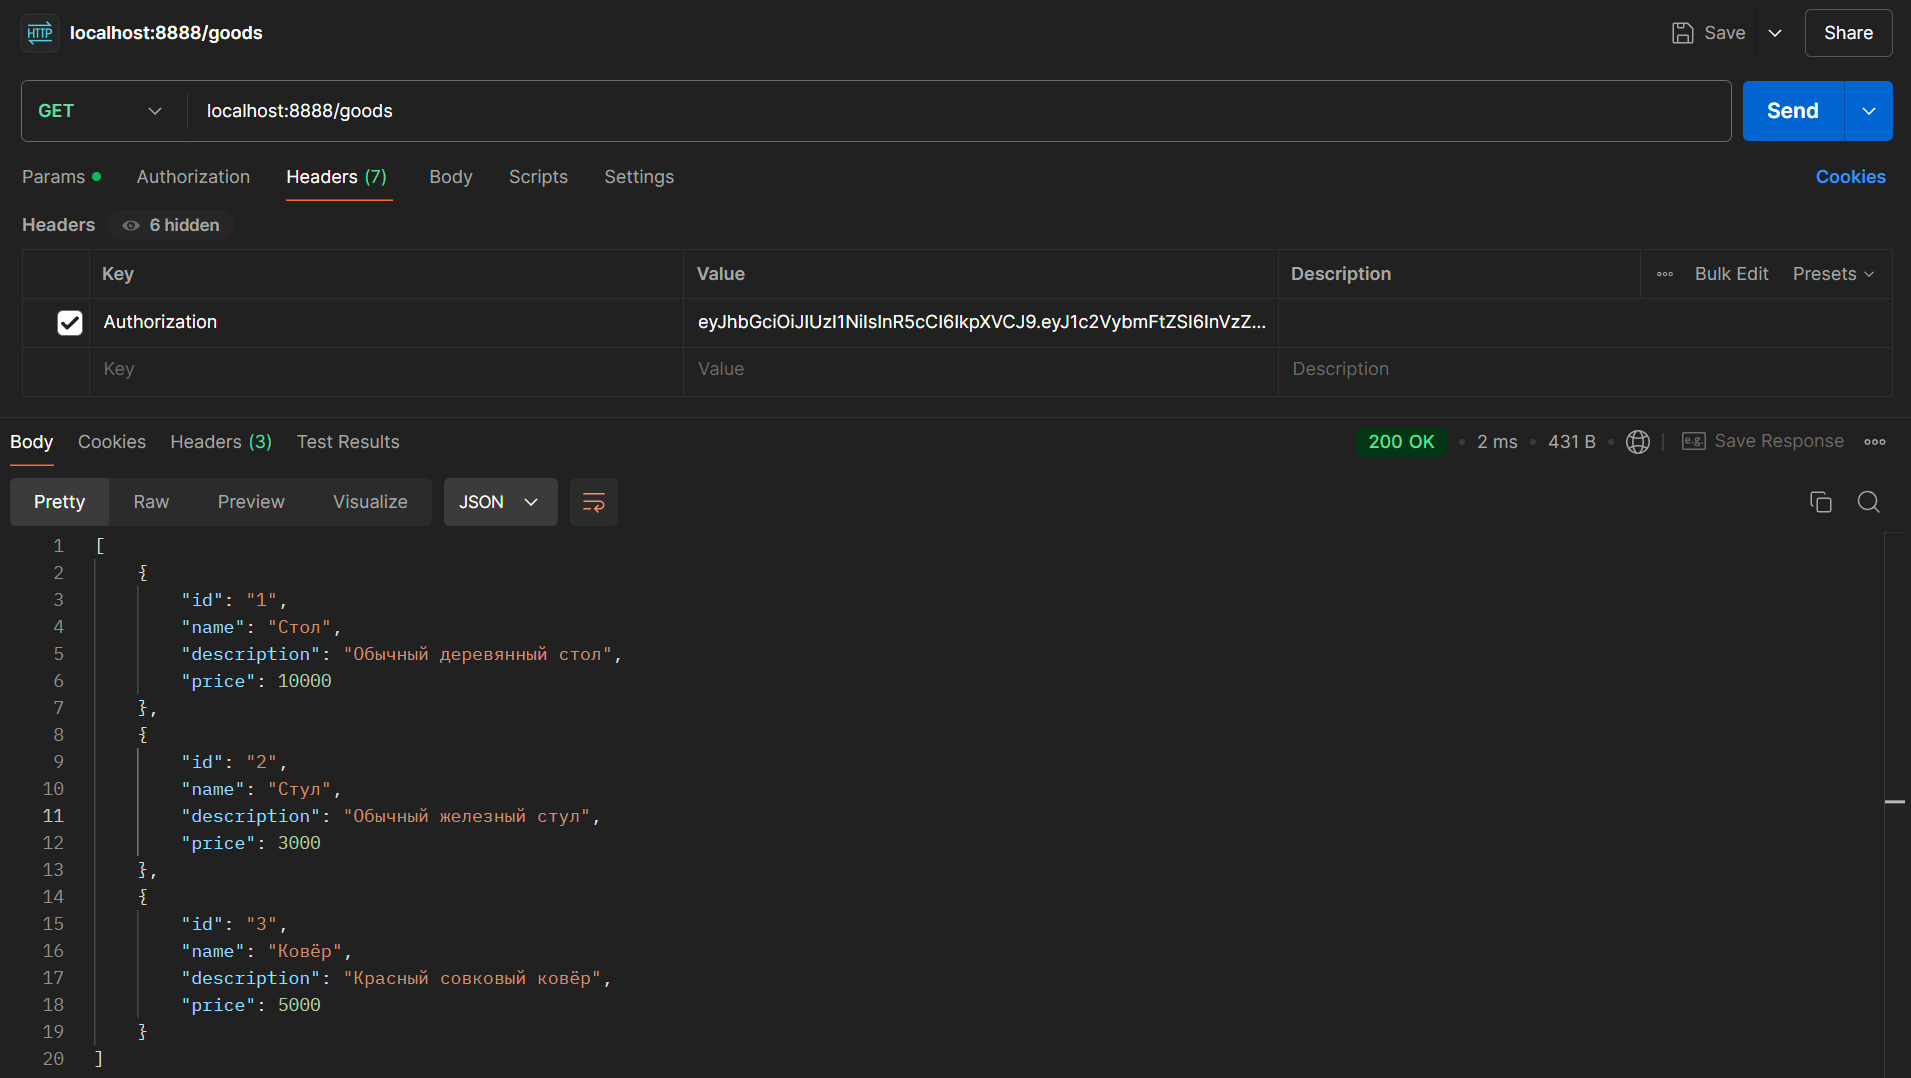 HTTP localhost:8888/goods Save Share
GET localhost:8888/goods Send
Params Authorization Headers (7) Body Scripts Settings Cookies
Headers 6 hidden
Key Value Description Bulk Edit Presets
Authorization eyJhbGciOiJIUzI1NiIsInR5cCI6IkpXVCJ9.eyJ1c2VybmFtZSI6InVzZ...
Key Value Description
Body Cookies Headers (3) Test Results 200 OK 2 ms 431 B e.g. Save Response
Pretty Raw Preview Visualize JSON
1 [
2 {
3 "id": "1",
4 "name": "Стол",
5 "description": "Обычный деревянный стол",
6 "price": 10000
7 },
8 {
9 "id": "2",
10 "name": "Стул",
11 "description": "Обычный железный стул",
12 "price": 3000
13 },
14 {
15 "id": "3",
16 "name": "Ковёр",
17 "description": "Красный совковый ковёр",
18 "price": 5000
19 }
20 ]